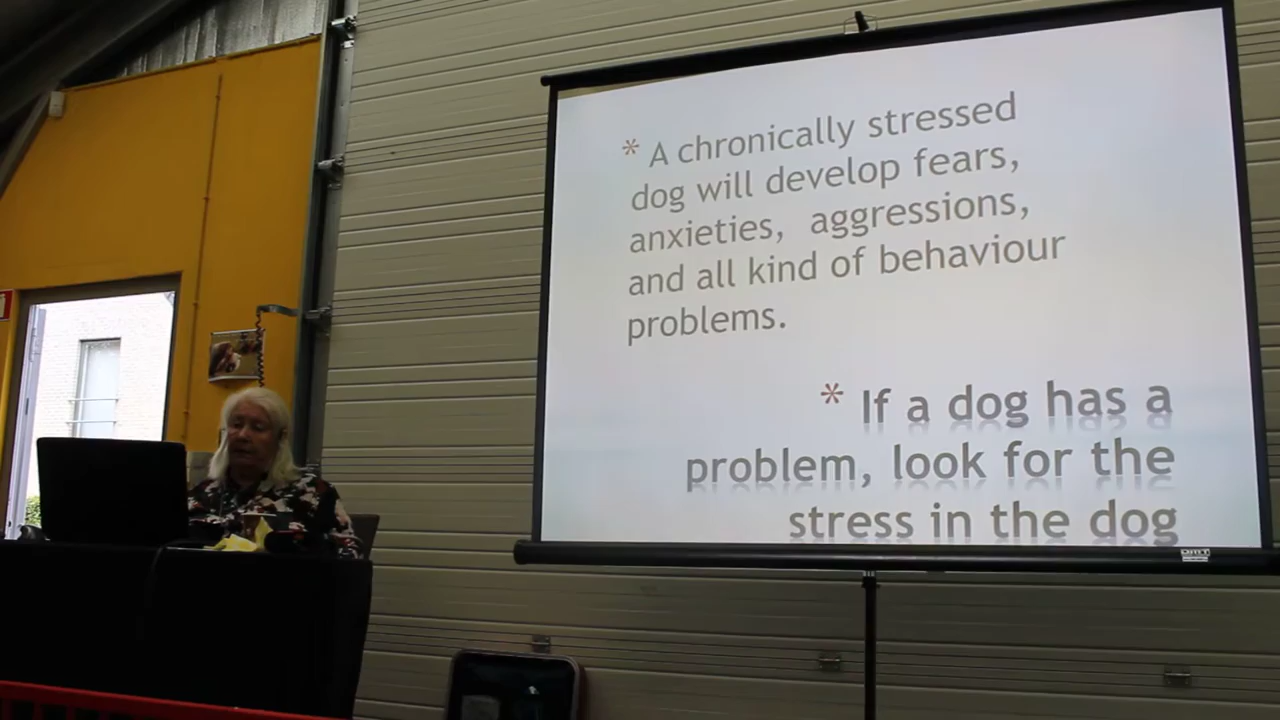 * A chronically stressed
dog will develop fears,
anxieties, aggressions,
and all kind of behaviour
problems.
* If a dog has a
problem, look for the
stress in the dog